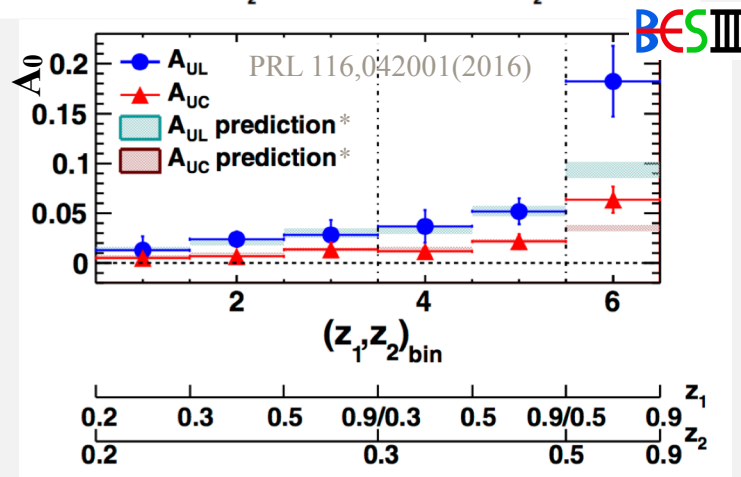 BESIII
A₀
0.2
0.15
0.1
0.05
0
A_UL
PRL 116,042001(2016)
A_UC
A_UL prediction*
A_UC prediction*
2 4 6
(z₁,z₂)bin
z₁
0.2 0.3 0.5 0.9/0.3 0.5 0.9/0.5 0.9
z₂
0.2 0.3 0.5 0.9